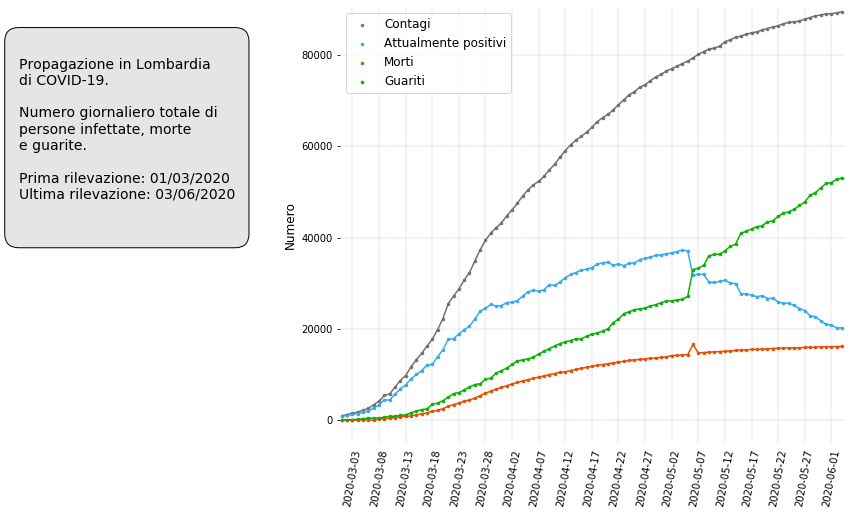 Propagazione in Lombardia
di COVID-19.
Numero giornaliero totale di
persone infettate, morte
e guarite.
Prima rilevazione: 01/03/2020
Ultima rilevazione: 03/06/2020
Contagi
Attualmente positivi
Morti
Guariti
Numero
80000
60000
40000
20000
0
2020-03-03
2020-03-08
2020-03-13
2020-03-18
2020-03-23
2020-03-28
2020-04-02
2020-04-07
2020-04-12
2020-04-17
2020-04-22
2020-04-27
2020-05-02
2020-05-07
2020-05-12
2020-05-17
2020-05-22
2020-05-27
2020-06-01